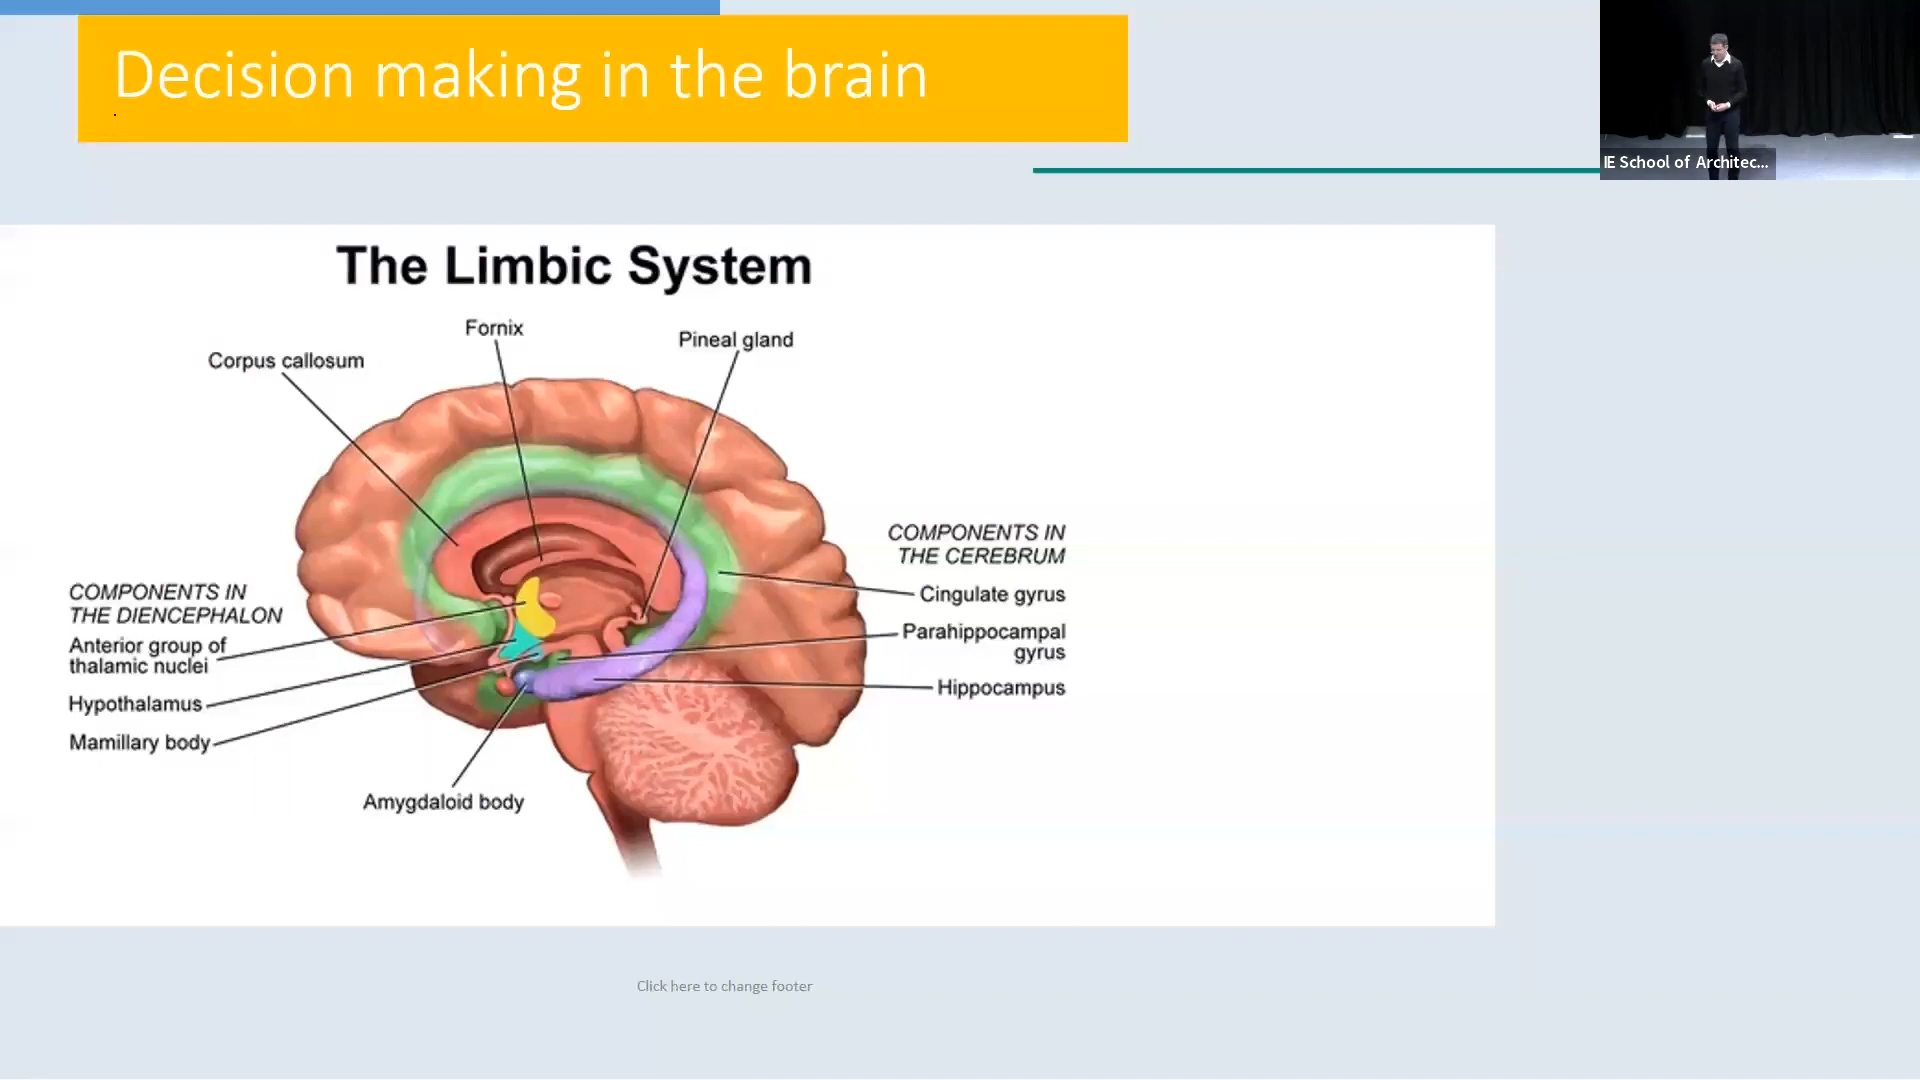 Decision making in the brain
.
IE School of Architec...
The Limbic System
Fornix
Pineal gland
Corpus callosum
COMPONENTS IN
THE CEREBRUM
Cingulate gyrus
Parahippocampal
gyrus
Hippocampus
COMPONENTS IN
THE DIENCEPHALON
Anterior group of
thalamic nuclei
Hypothalamus
Mamillary body
Amygdaloid body
Click here to change footer